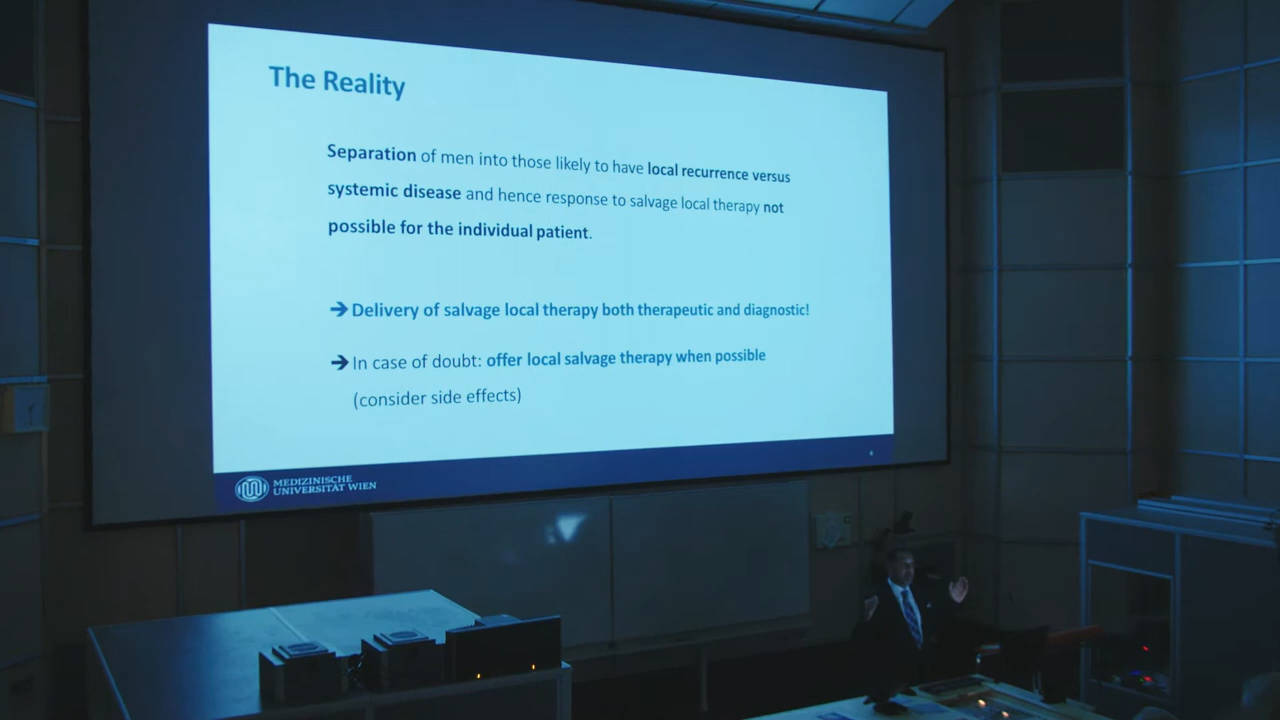 The Reality
Separation of men into those likely to have local recurrence versus
systemic disease and hence response to salvage local therapy not
possible for the individual patient.
➔ Delivery of salvage local therapy both therapeutic and diagnostic!
➔ In case of doubt: offer local salvage therapy when possible
(consider side effects)
MEDIZINISCHE
UNIVERSITÄT WIEN